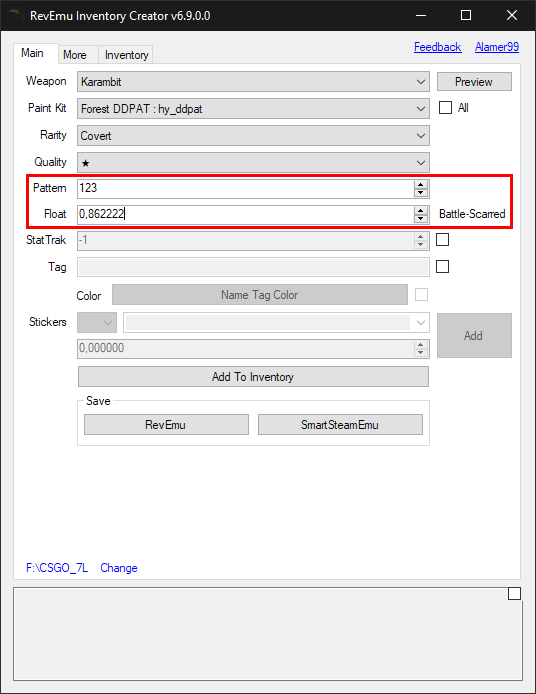 RevEmu Inventory Creator v6.9.0.0
Feedback Alamer99
Main More Inventory
Weapon Karambit Preview
Paint Kit Forest DDPAT : hy_ddpat All
Rarity Covert
Quality ★
Pattern 123
Float 0,862222 Battle-Scarred
StatTrak -1
Tag
Color Name Tag Color
Stickers Add
0,000000
Add To Inventory
Save
RevEmu SmartSteamEmu
F:\CSGO_7L Change